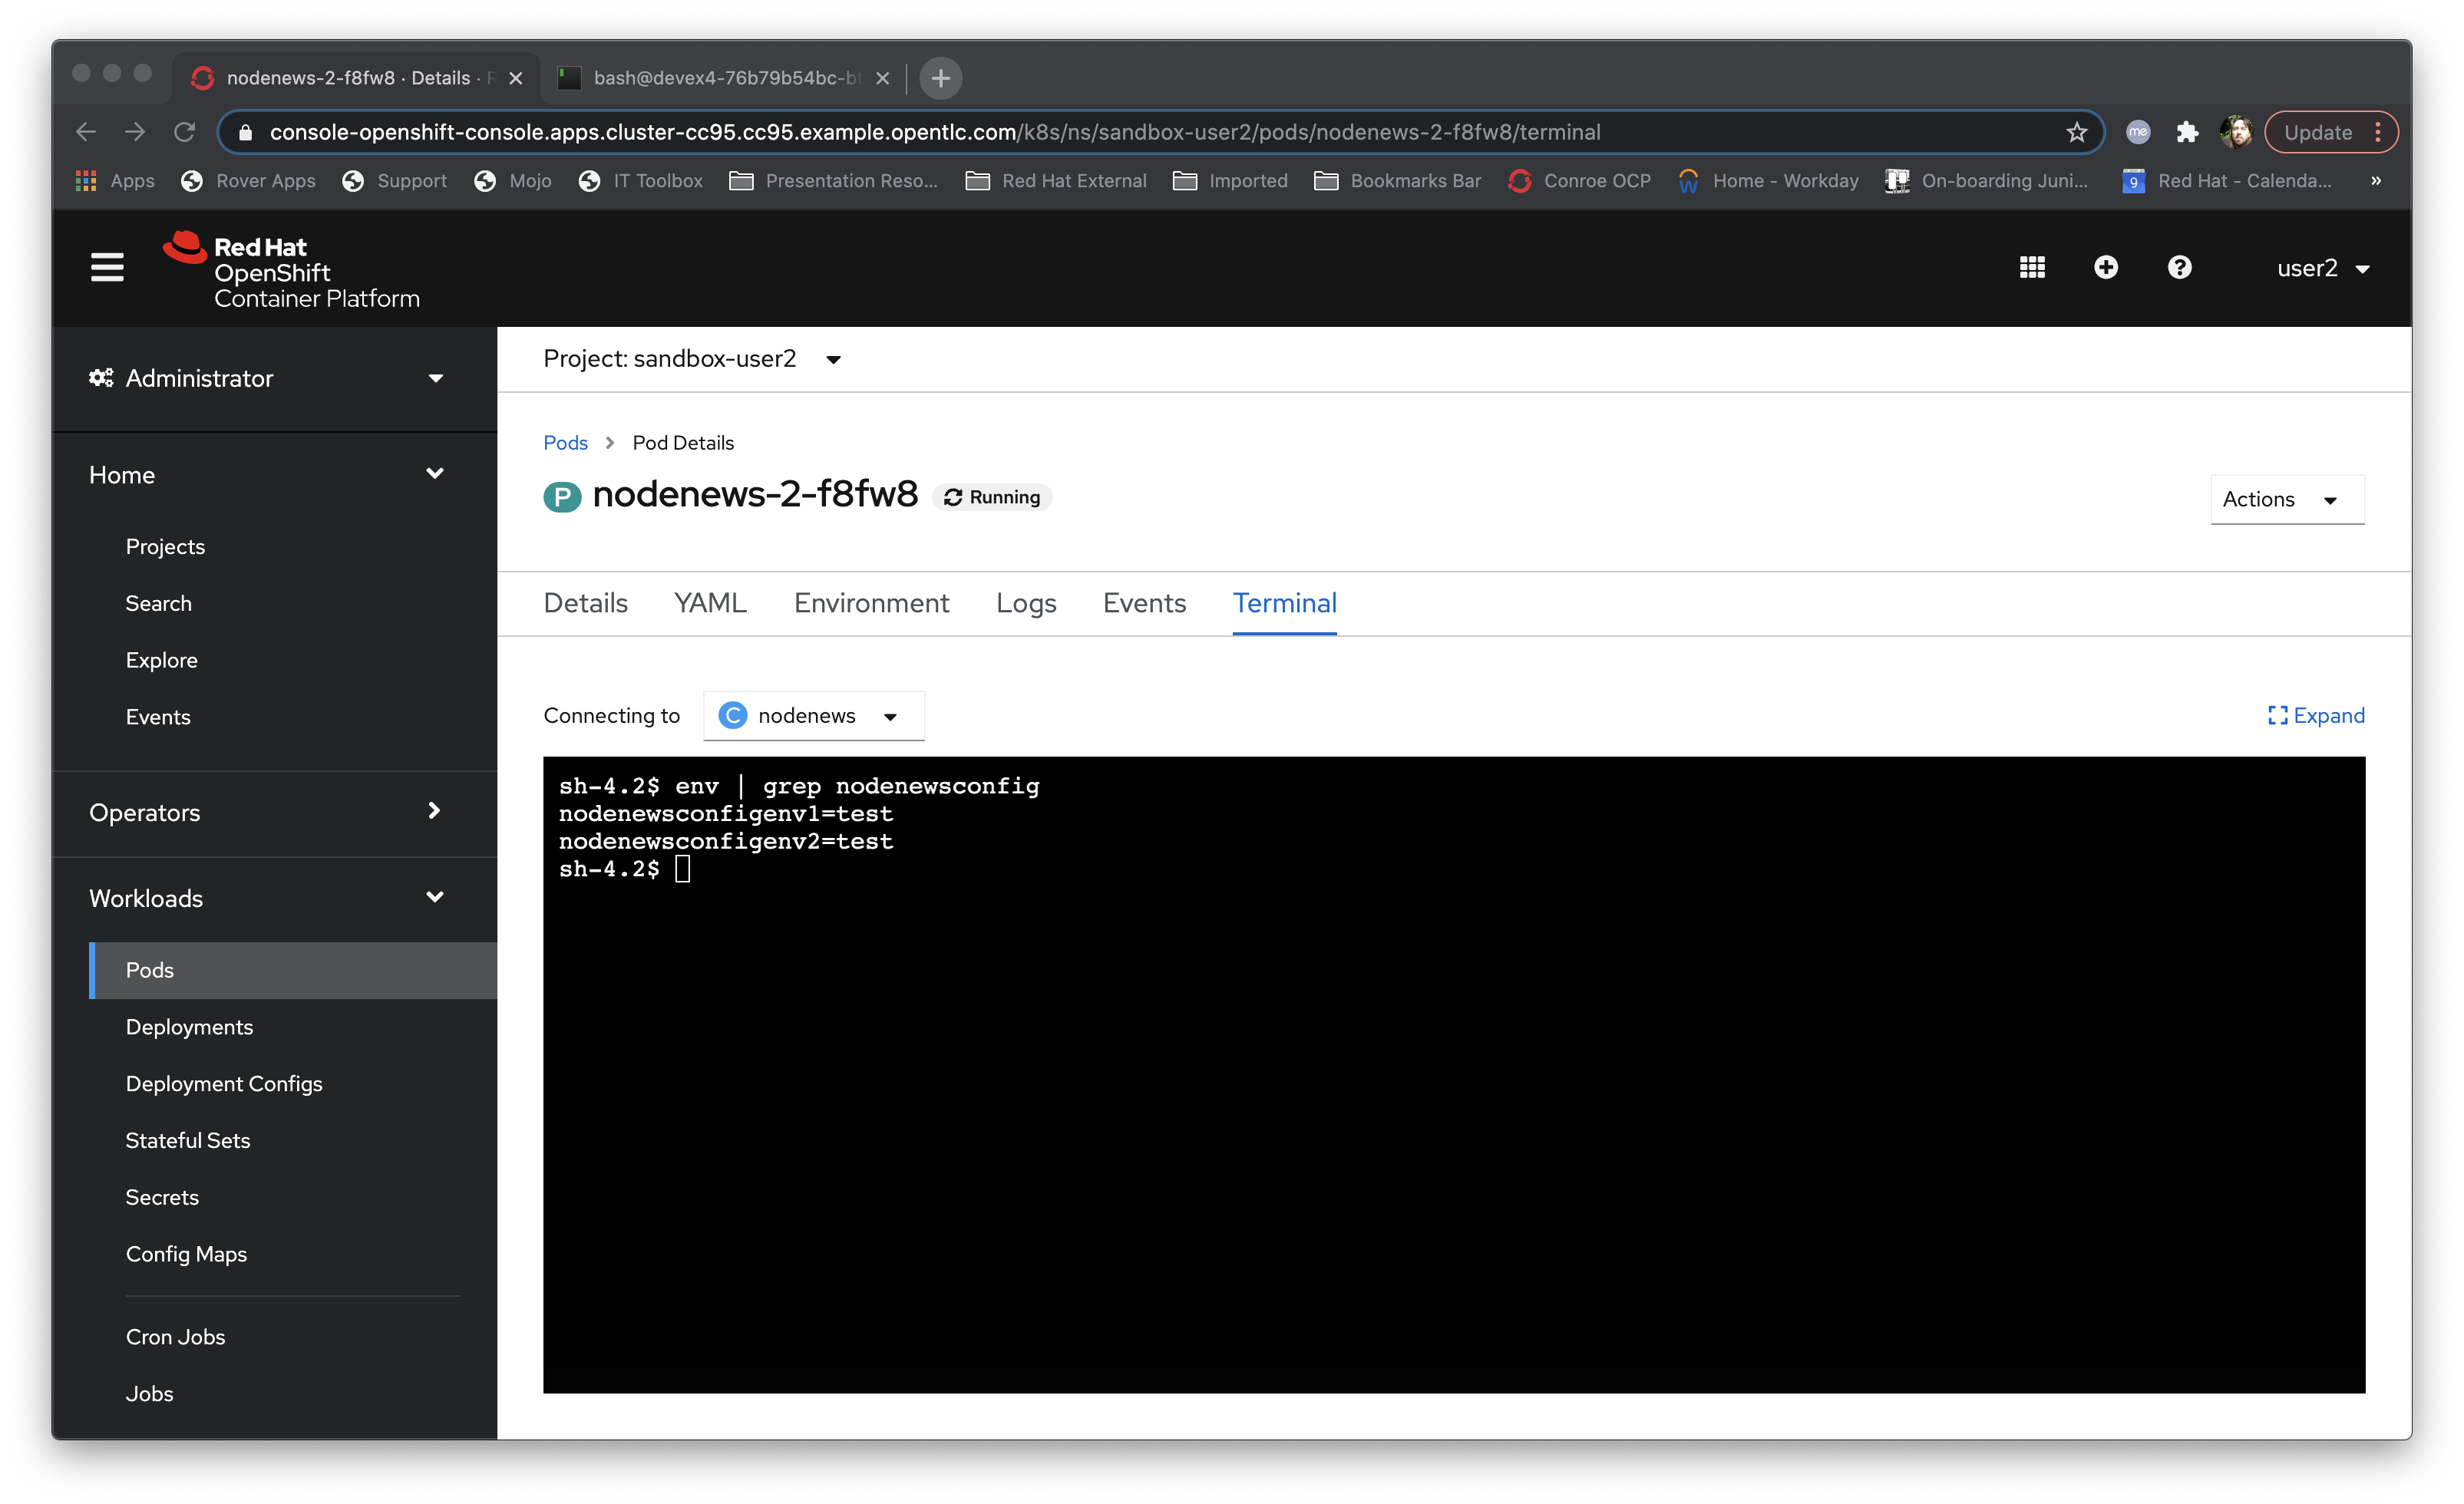 nodenews-2-f8fw8 · Details ·
bash@devex4-76b79b54bc-bt
console-openshift-console.apps.cluster-cc95.cc95.example.opentlc.com/k8s/ns/sandbox-user2/pods/nodenews-2-f8fw8/terminal
me
Update
Apps
Rover Apps
Support
Mojo
IT Toolbox
Presentation Reso...
Red Hat External
Imported
Bookmarks Bar
Conroe OCP
Home - Workday
On-boarding Juni...
9
Red Hat - Calenda...
»
Red Hat
OpenShift
Container Platform
user2
Administrator
Home
Projects
Search
Explore
Events
Operators
Workloads
Pods
Deployments
Deployment Configs
Stateful Sets
Secrets
Config Maps
Cron Jobs
Jobs
Project: sandbox-user2
Pods > Pod Details
P nodenews-2-f8fw8 Running
Actions
Details YAML Environment Logs Events Terminal
Connecting to C nodenews
Expand
sh-4.2$ env | grep nodenewsconfig
nodenewsconfigenv1=test
nodenewsconfigenv2=test
sh-4.2$